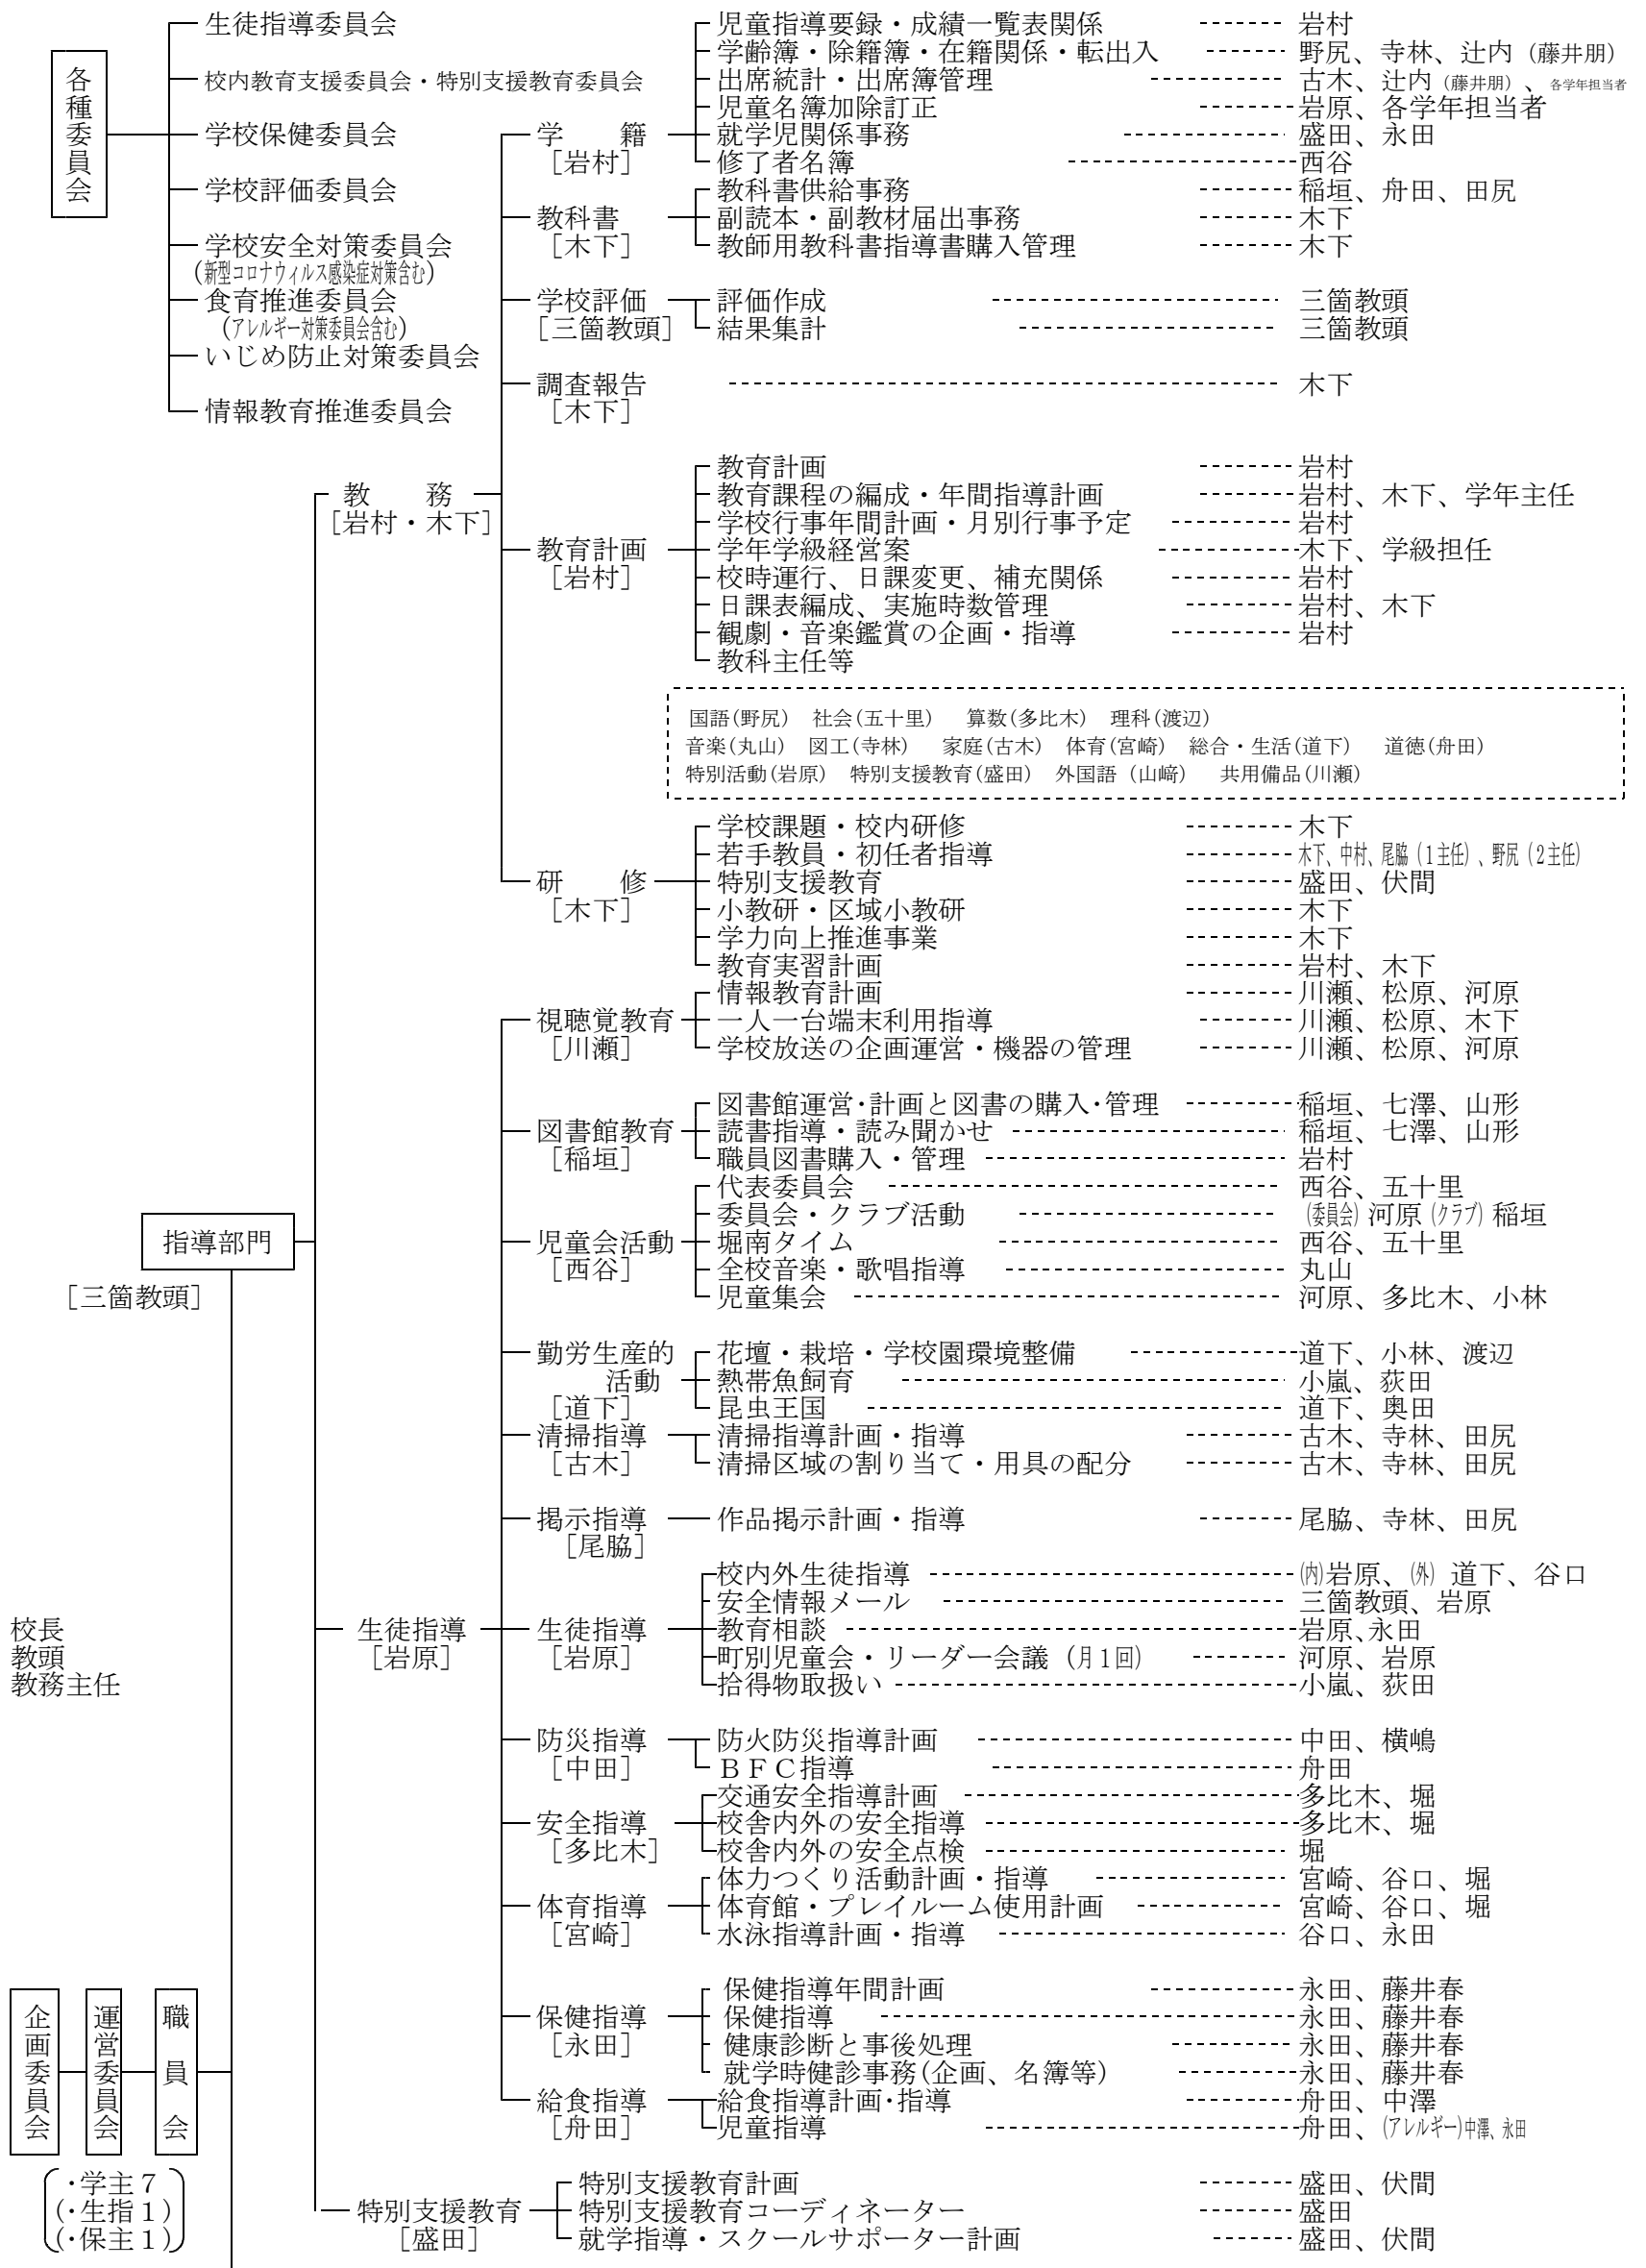 各種委員会
生徒指導委員会
校内教育支援委員会・特別支援教育委員会
学校保健委員会
学校評価委員会
学校安全対策委員会
(新型コロナウィルス感染症対策含む)
食育推進委員会
(アレルギー対策委員会含む)
いじめ防止対策委員会
情報教育推進委員会
校長
教頭
教務主任
企画委員会
運営委員会
職員会
・学主7
(・生指1)
(・保主1)
指導部門
[三箇教頭]
教　務
[岩村・木下]
学　籍
[岩村]
児童指導要録・成績一覧表関係 岩村
学齢簿・除籍簿・在籍関係・転出入 野尻、寺林、辻内(藤井朋)
出席統計・出席簿管理 古木、辻内(藤井朋)、各学年担当者
児童名簿加除訂正 岩原、各学年担当者
就学児関係事務 盛田、永田
修了者名簿 西谷
教科書
[木下]
教科書供給事務 稲垣、舟田、田尻
副読本・副教材届出事務 木下
教師用教科書指導書購入管理 木下
学校評価
[三箇教頭]
評価作成 三箇教頭
結果集計 三箇教頭
調査報告 木下
[木下]
教育計画
[岩村]
教育計画 岩村
教育課程の編成・年間指導計画 岩村、木下、学年主任
学校行事年間計画・月別行事予定 岩村
学年学級経営案 木下、学級担任
校時運行、日課変更、補充関係 岩村
日課表編成、実施時数管理 岩村、木下
観劇・音楽鑑賞の企画・指導 岩村
教科主任等
国語(野尻) 社会(五十里) 算数(多比木) 理科(渡辺)
音楽(丸山) 図工(寺林) 家庭(古木) 体育(宮崎) 総合・生活(道下) 道徳(舟田)
特別活動(岩原) 特別支援教育(盛田) 外国語(山﨑) 共用備品(川瀬)
研　修
[木下]
学校課題・校内研修 木下
若手教員・初任者指導 木下、中村、尾脇(1主任)、野尻(2主任)
特別支援教育 盛田、伏間
小教研・区域小教研 木下
学力向上推進事業 木下
教育実習計画 岩村、木下
生徒指導
[岩原]
視聴覚教育
[川瀬]
情報教育計画 川瀬、松原、河原
一人一台端末利用指導 川瀬、松原、木下
学校放送の企画運営・機器の管理 川瀬、松原、河原
図書館教育
[稲垣]
図書館運営・計画と図書の購入・管理 稲垣、七澤、山形
読書指導・読み聞かせ 稲垣、七澤、山形
職員図書購入・管理 岩村
児童会活動
[西谷]
代表委員会 西谷、五十里
委員会・クラブ活動 (委員会)河原(クラブ)稲垣
堀南タイム 西谷、五十里
全校音楽・歌唱指導 丸山
児童集会 河原、多比木、小林
勤労生産的
活動
[道下]
花壇・栽培・学校園環境整備 道下、小林、渡辺
熱帯魚飼育 小嵐、荻田
昆虫王国 道下、奥田
清掃指導
[古木]
清掃指導計画・指導 古木、寺林、田尻
清掃区域の割り当て・用具の配分 古木、寺林、田尻
掲示指導
[尾脇]
作品掲示計画・指導 尾脇、寺林、田尻
生徒指導
[岩原]
校内外生徒指導 (内)岩原、(外)道下、谷口
安全情報メール 三箇教頭、岩原
教育相談 岩原、永田
町別児童会・リーダー会議(月1回) 河原、岩原
拾得物取扱い 小嵐、荻田
防災指導
[中田]
防火防災指導計画 中田、横嶋
BFC指導 舟田
安全指導
[多比木]
交通安全指導計画 多比木、堀
校舎内外の安全指導 多比木、堀
校舎内外の安全点検 堀
体育指導
[宮崎]
体力つくり活動計画・指導 宮崎、谷口、堀
体育館・プレイルーム使用計画 宮崎、谷口、堀
水泳指導計画・指導 谷口、永田
保健指導
[永田]
保健指導年間計画 永田、藤井春
保健指導 永田、藤井春
健康診断と事後処理 永田、藤井春
就学時健診事務(企画、名簿等) 永田、藤井春
給食指導
[舟田]
給食指導計画・指導 舟田、中澤
児童指導 舟田、(アレルギー)中澤、永田
特別支援教育
[盛田]
特別支援教育計画 盛田、伏間
特別支援教育コーディネーター 盛田
就学指導・スクールサポーター計画 盛田、伏間